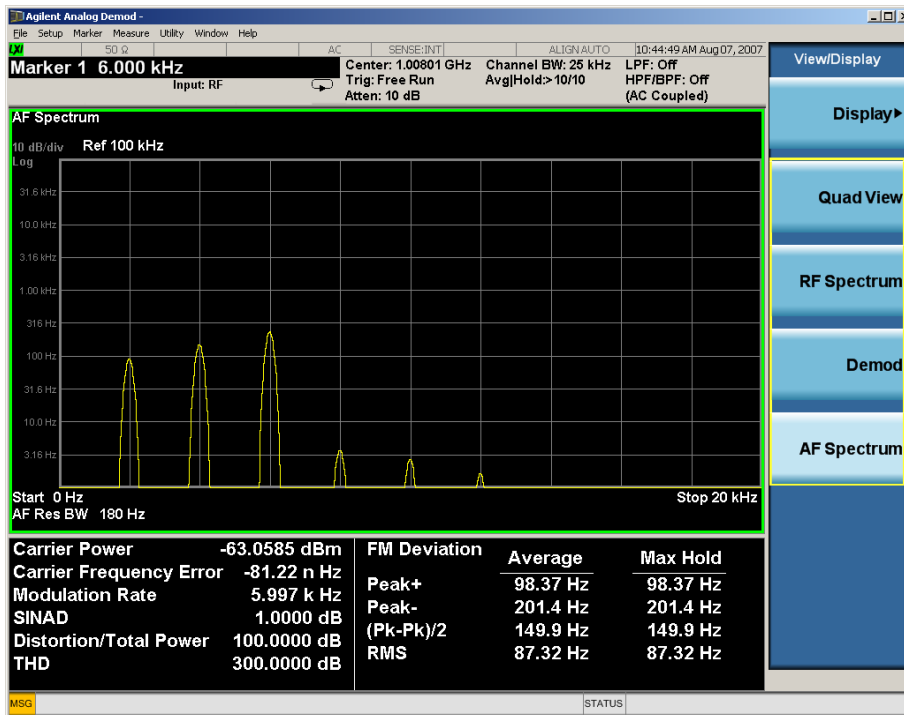 Agilent Analog Demod -
File Setup Marker Measure Utility Window Help
LXI 50 Ω AC SENSE:INT ALIGN AUTO 10:44:49 AM Aug 07, 2007
Marker 1 6.000 kHz
Input: RF
Center: 1.00801 GHz Channel BW: 25 kHz LPF: Off
Trig: Free Run Avg|Hold:>10/10 HPF/BPF: Off
Atten: 10 dB (AC Coupled)
AF Spectrum
10 dB/div Ref 100 kHz
Log
31.6 kHz
10.0 kHz
3.16 kHz
1.00 kHz
316 Hz
100 Hz
31.6 Hz
10.0 Hz
3.16 Hz
Start 0 Hz Stop 20 kHz
AF Res BW 180 Hz
Carrier Power -63.0585 dBm
Carrier Frequency Error -81.22 n Hz
Modulation Rate 5.997 k Hz
SINAD 1.0000 dB
Distortion/Total Power 100.0000 dB
THD 300.0000 dB
FM Deviation Average Max Hold
Peak+ 98.37 Hz 98.37 Hz
Peak- 201.4 Hz 201.4 Hz
(Pk-Pk)/2 149.9 Hz 149.9 Hz
RMS 87.32 Hz 87.32 Hz
View/Display
Display▸
Quad View
RF Spectrum
Demod
AF Spectrum
MSG STATUS